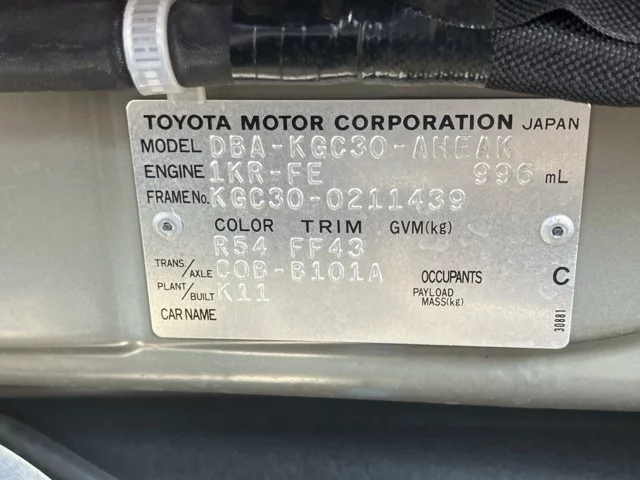 TOYOTA MOTOR CORPORATION JAPAN
MODEL DBA-KGC30-AHEAK
ENGINE 1KR-FE 996 mL
FRAME No. KGC30-0211439
COLOR TRIM GVM(kg)
R54 FF43
TRANS./AXLE C0B-B101A OCCUPANTS C
PLANT/BUILT K11 PAYLOAD MASS(kg)
CAR NAME
30881